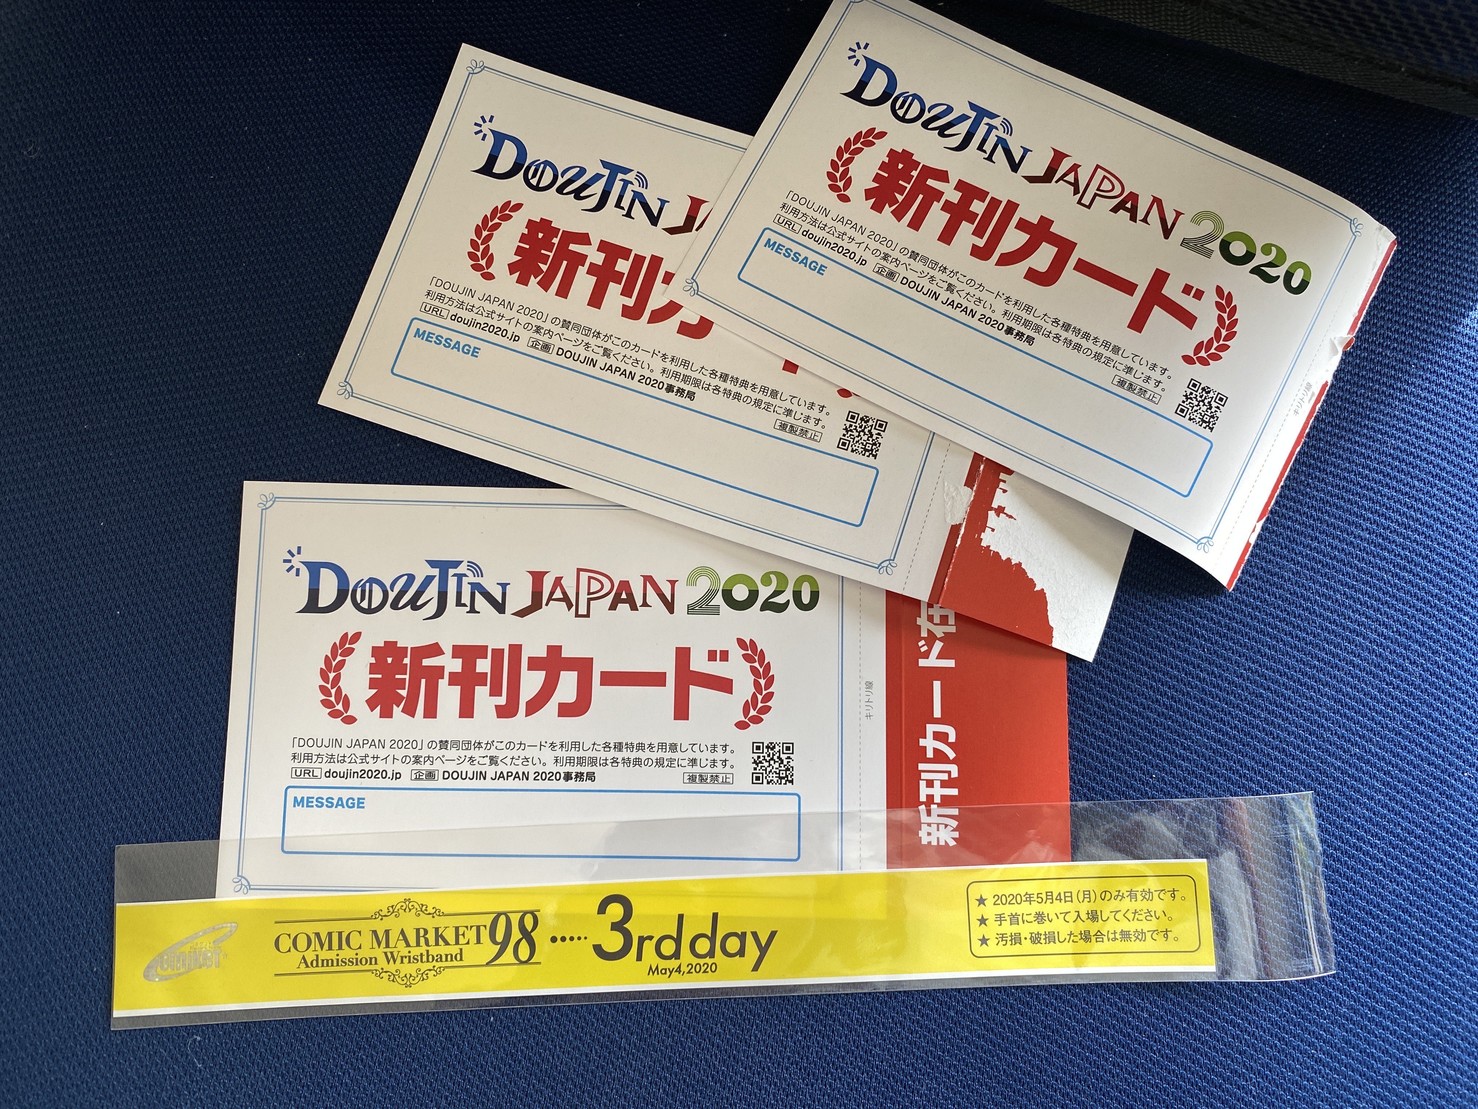 DOUJIN JAPAN 2020
新刊カード
「DOUJIN JAPAN 2020」の賛同団体がこのカードを利用した各種特典を用意しています。
利用方法は公式サイトの案内ページをご覧ください。利用期限は各特典の規定に準じます。
URL doujin2020.jp 企画 DOUJIN JAPAN 2020事務局 複製禁止
MESSAGE
キリトリ線
DOUJIN JA
新刊カ
「DOUJIN JAPAN 2020」の賛同団体がこのカードを利用した各種特典を用意しています。
利用方法は公式サイトの案内ページをご覧ください。利用期限は各特典の規定に準じます。
URL doujin2020.jp 企画 DOUJIN JAPAN 2020事務局 複製禁止
MESSAGE
DOUJIN JAPAN 2020
新刊カード
「DOUJIN JAPAN 2020」の賛同団体がこのカードを利用した各種特典を用意しています。
利用方法は公式サイトの案内ページをご覧ください。利用期限は各特典の規定に準じます。
URL doujin2020.jp 企画 DOUJIN JAPAN 2020事務局 複製禁止
MESSAGE
キリトリ線
新刊カード在
COMIC MARKET 98 ····· 3rdday
Admission Wristband
May4,2020
★ 2020年5月4日(月)のみ有効です。
★ 手首に巻いて入場してください。
★ 汚損・破損した場合は無効です。